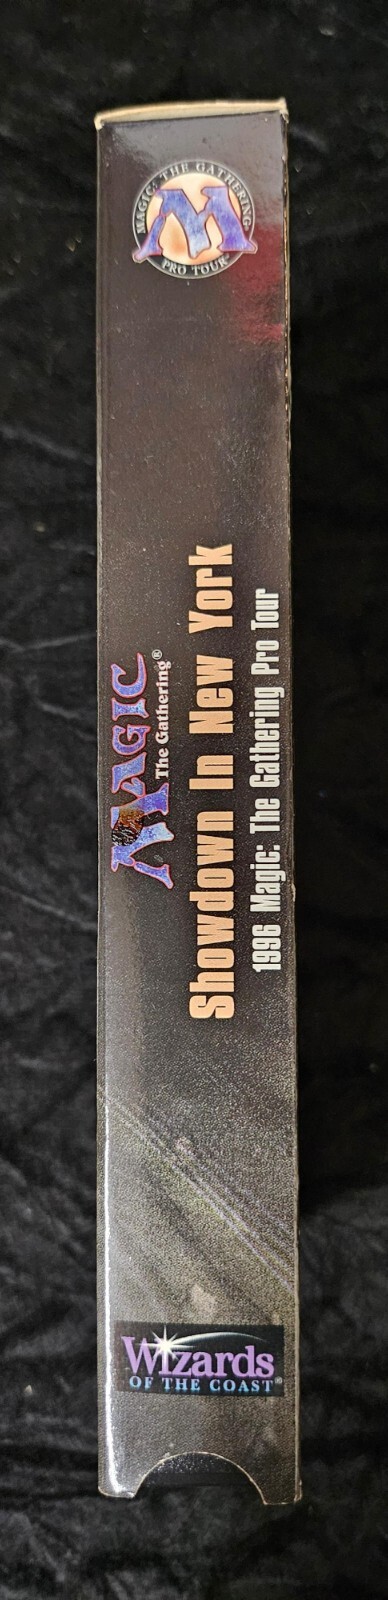 MAGIC: THE GATHERING
M
PRO TOUR
MAGIC
The Gathering®
Showdown In New York
1996 Magic: The Gathering Pro Tour
Wizards
OF THE COAST®